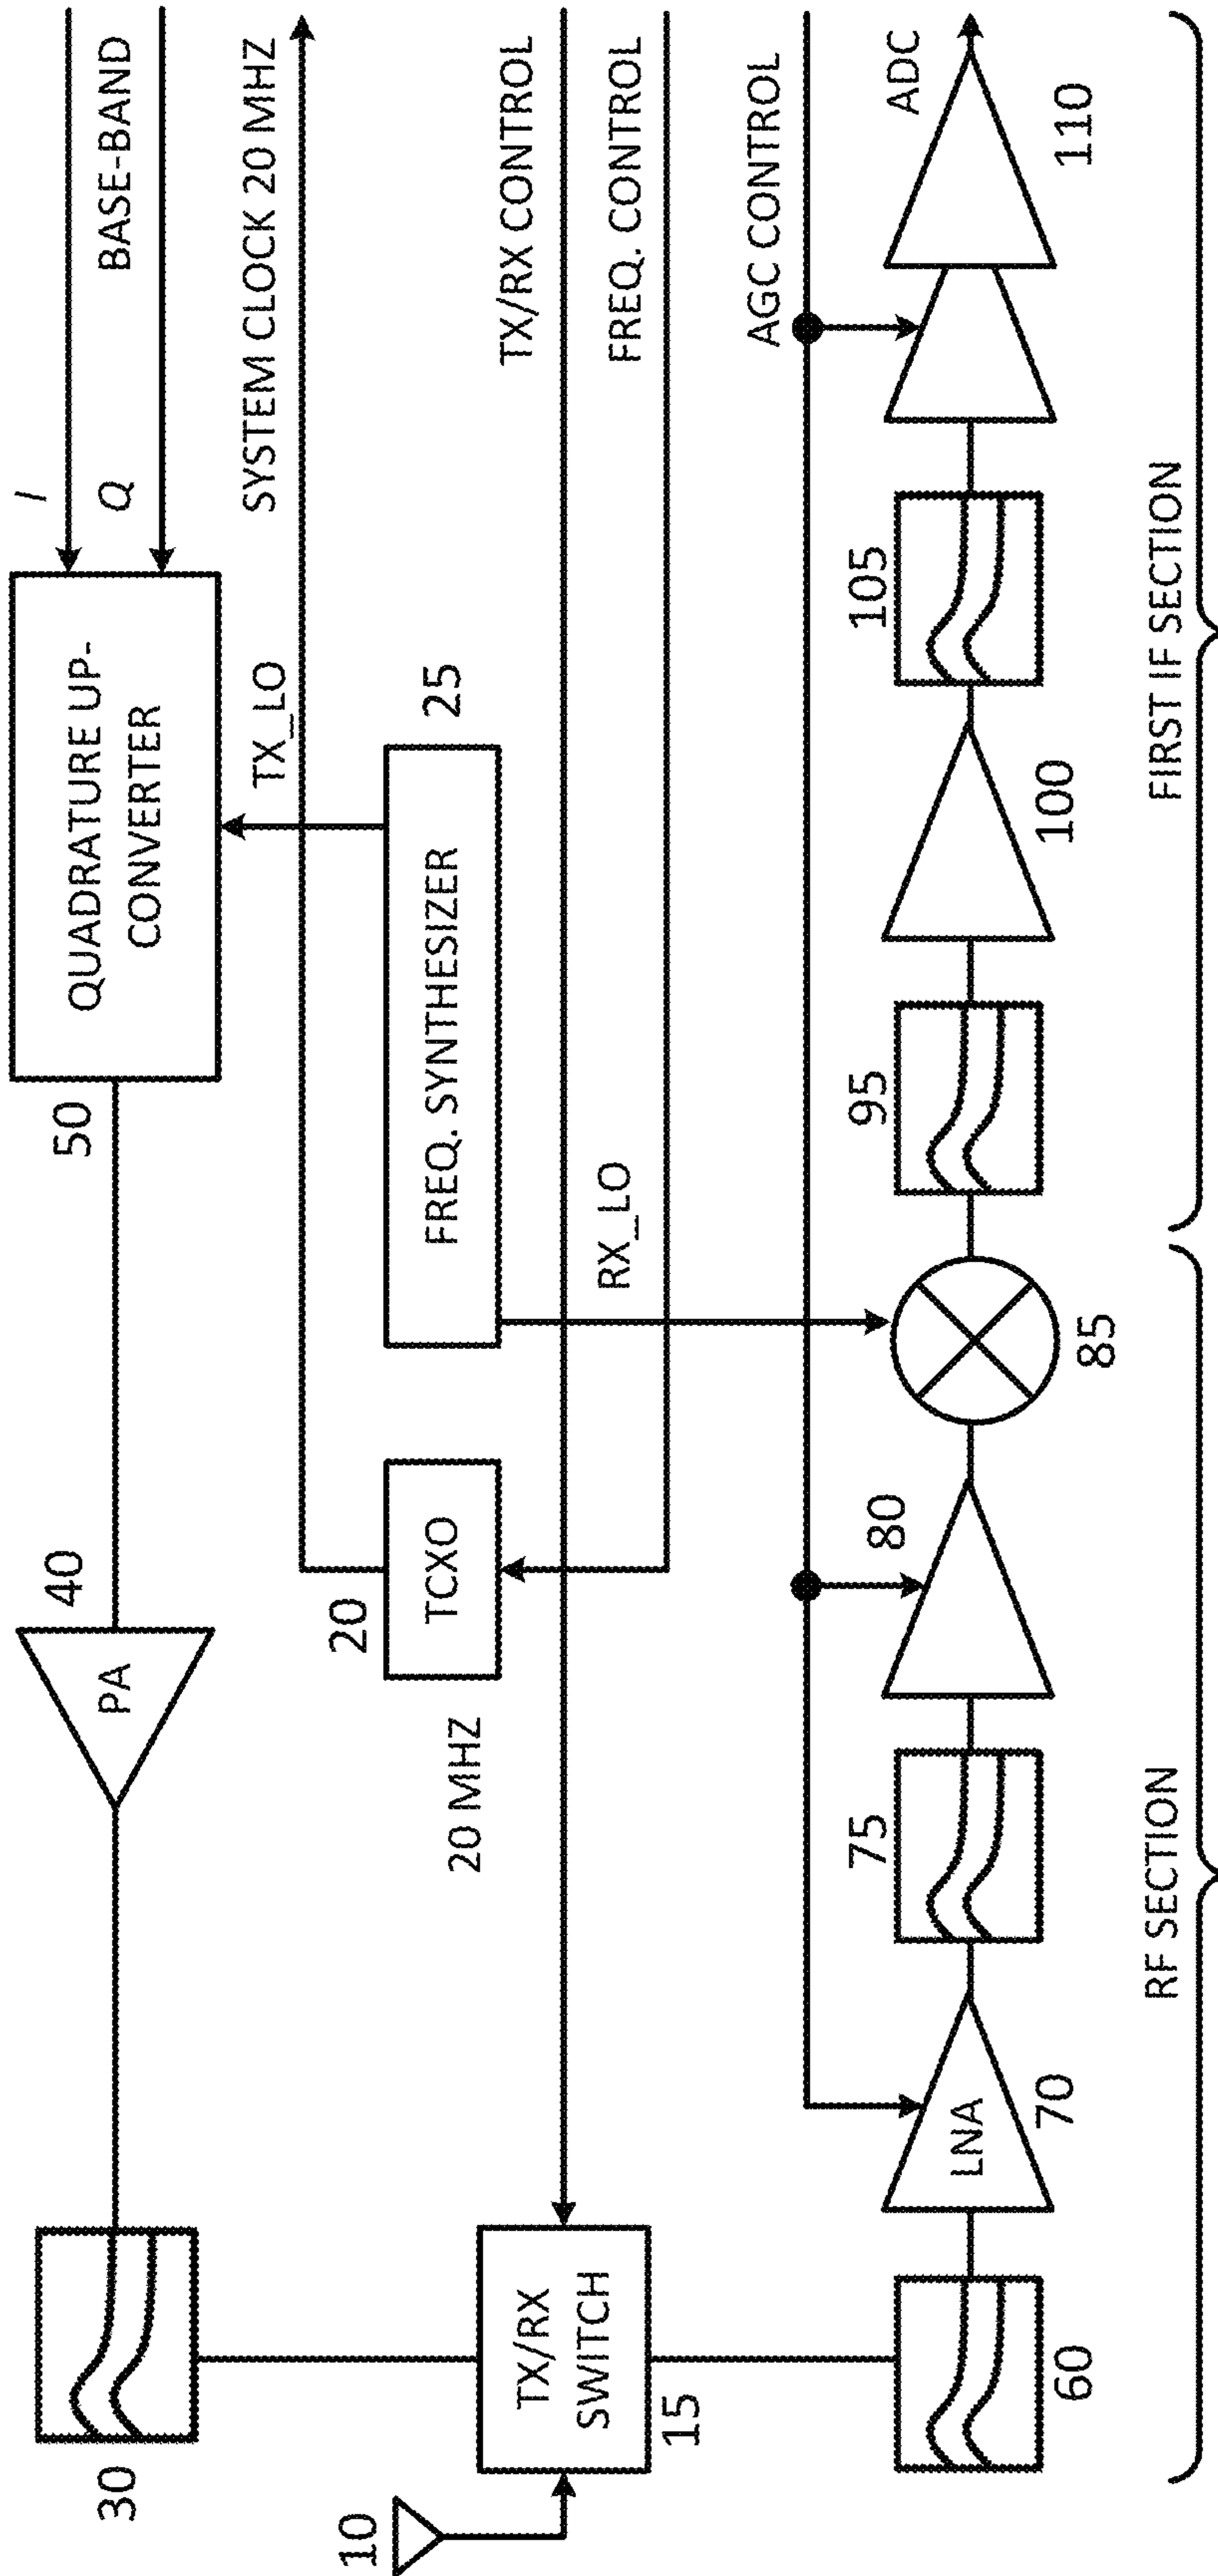 I
Q
BASE-BAND
QUADRATURE UP-
CONVERTER
50
40
PA
30
SYSTEM CLOCK 20 MHZ
TX_LO
FREQ. SYNTHESIZER
25
TCXO
20
20 MHZ
TX/RX CONTROL
FREQ. CONTROL
RX_LO
10
TX/RX
SWITCH
15
AGC CONTROL
60
LNA
70
75
80
85
95
100
105
110
ADC
RF SECTION
FIRST IF SECTION